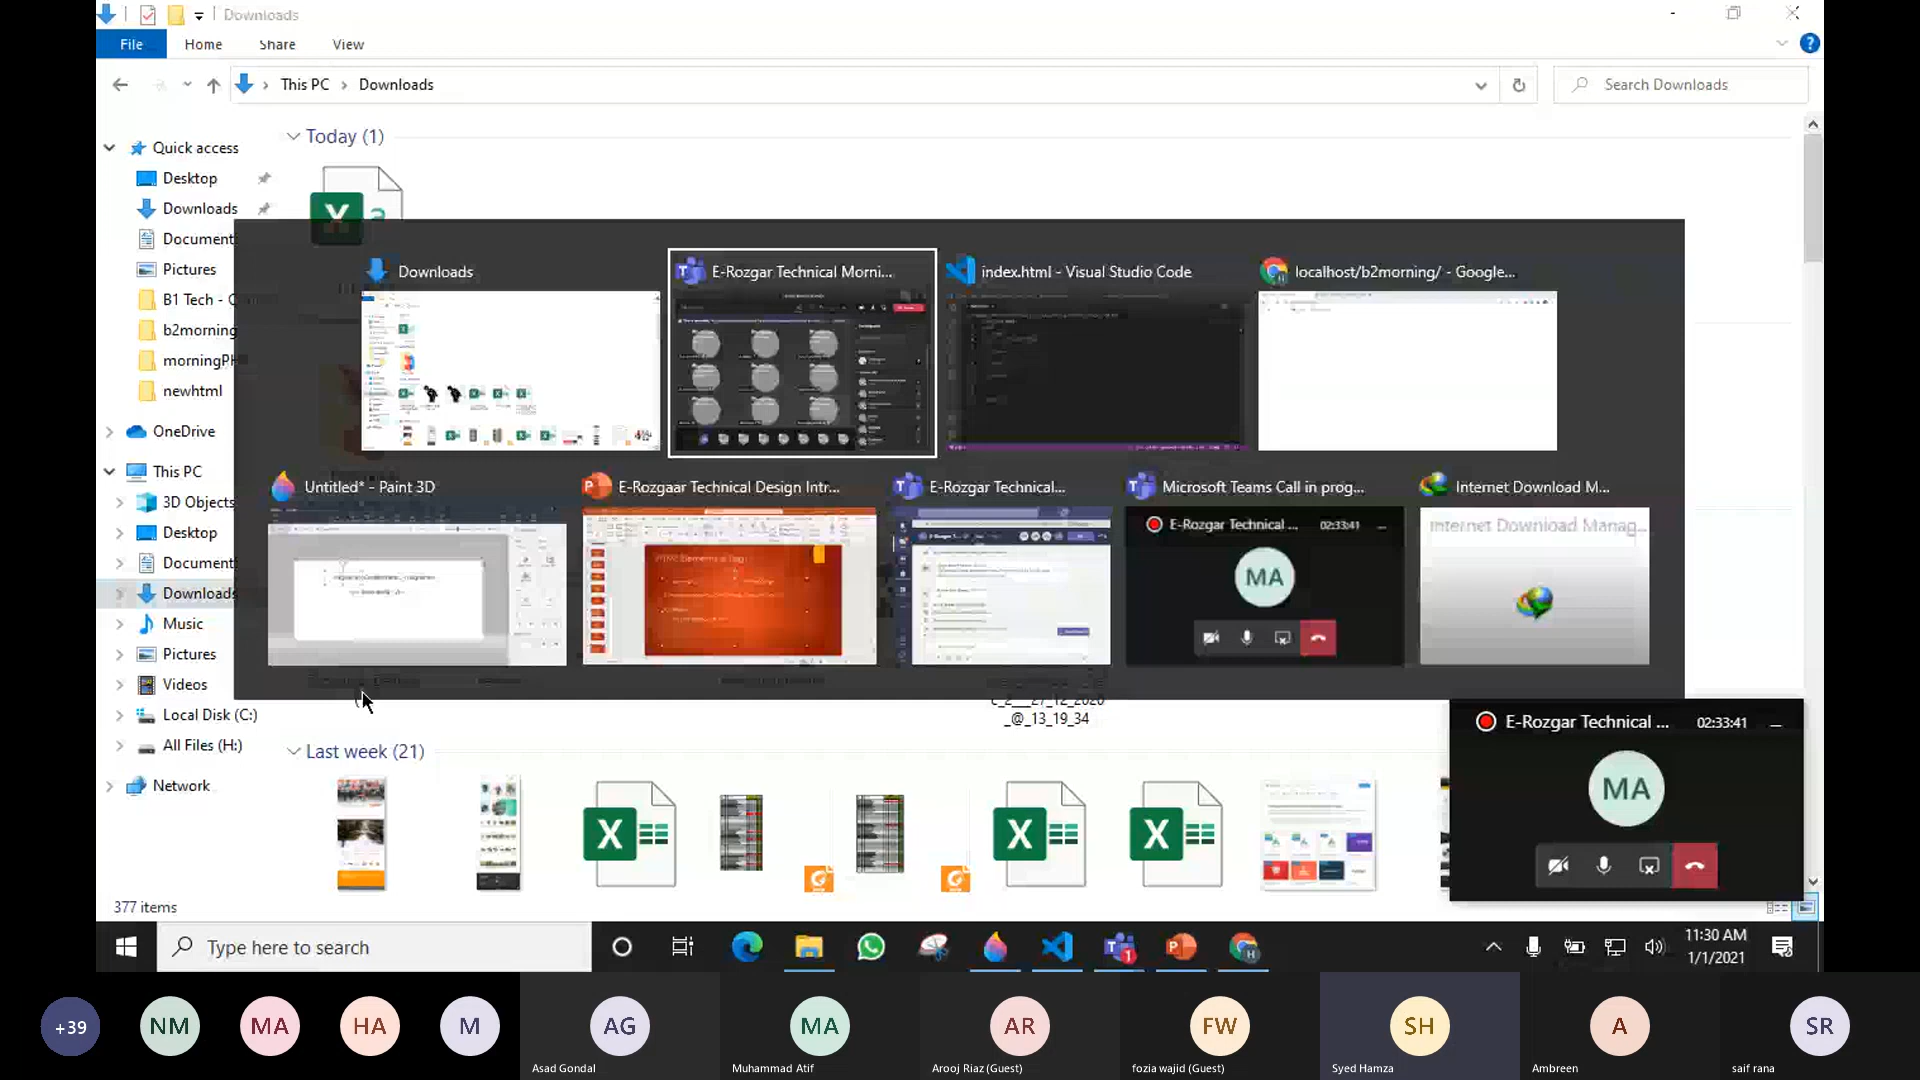 Downloads
File Home Share View
This PC Downloads
Search Downloads
Today (1)
Quick access
Desktop
Downloads
Document
Pictures
B1 Tech -
b2morning
morningPH
newhtml
OneDrive
This PC
3D Objects
Desktop
Document
Downloads
Music
Pictures
Videos
Local Disk (C:)
All Files (H:)
Network
Downloads
E-Rozgar Technical Morni...
index.html - Visual Studio Code
localhost/b2morning/ - Google...
Untitled* - Paint 3D
E-Rozgaar Technical Design Intr...
E-Rozgar Technical...
Microsoft Teams Call in prog...
Internet Download M...
E-Rozgar Technical ... 02:33:41
MA
Internet Download Manag...
_@_13_19_34
Last week (21)
E-Rozgar Technical ... 02:33:41
MA
377 items
Type here to search
11:30 AM
1/1/2021
+39 NM MA HA M AG MA AR FW SH A SR
Asad Gondal Muhammad Atif Arooj Riaz (Guest) fozia wajid (Guest) Syed Hamza Ambreen saif rana